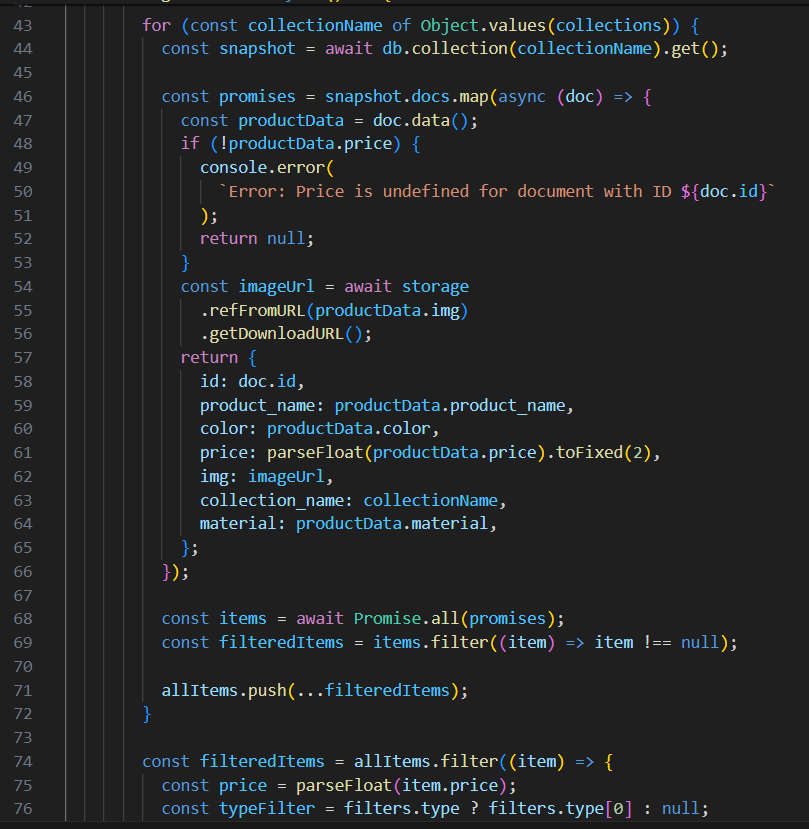 43 for (const collectionName of Object.values(collections)) {
44 const snapshot = await db.collection(collectionName).get();
45
46 const promises = snapshot.docs.map(async (doc) => {
47 const productData = doc.data();
48 if (!productData.price) {
49 console.error(
50 `Error: Price is undefined for document with ID ${doc.id}`
51 );
52 return null;
53 }
54 const imageUrl = await storage
55 .refFromURL(productData.img)
56 .getDownloadURL();
57 return {
58 id: doc.id,
59 product_name: productData.product_name,
60 color: productData.color,
61 price: parseFloat(productData.price).toFixed(2),
62 img: imageUrl,
63 collection_name: collectionName,
64 material: productData.material,
65 };
66 });
67
68 const items = await Promise.all(promises);
69 const filteredItems = items.filter((item) => item !== null);
70
71 allItems.push(...filteredItems);
72 }
73
74 const filteredItems = allItems.filter((item) => {
75 const price = parseFloat(item.price);
76 const typeFilter = filters.type ? filters.type[0] : null;